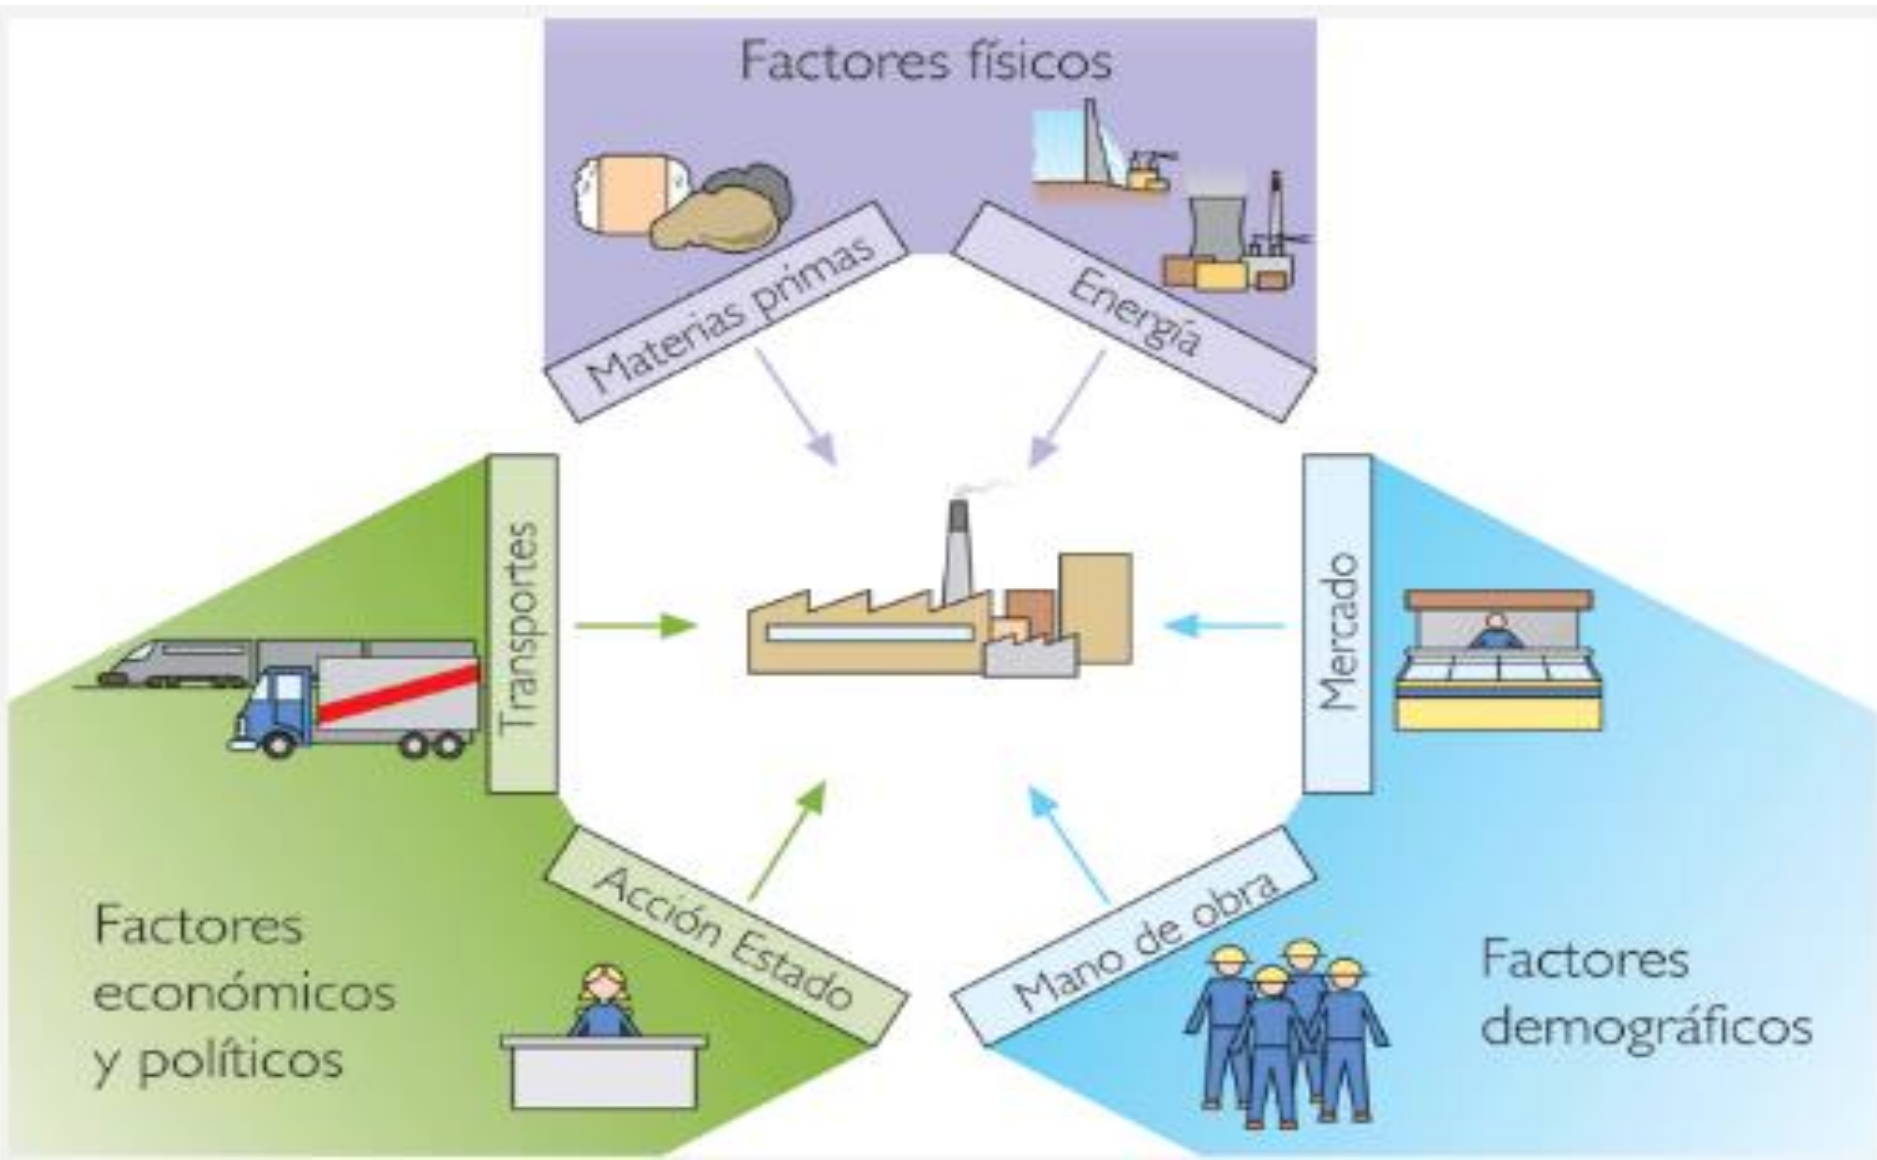 Factores físicos
Materias primas
Energía
Transportes
Mercado
Acción Estado
Mano de obra
Factores
económicos
y políticos
Factores
demográficos